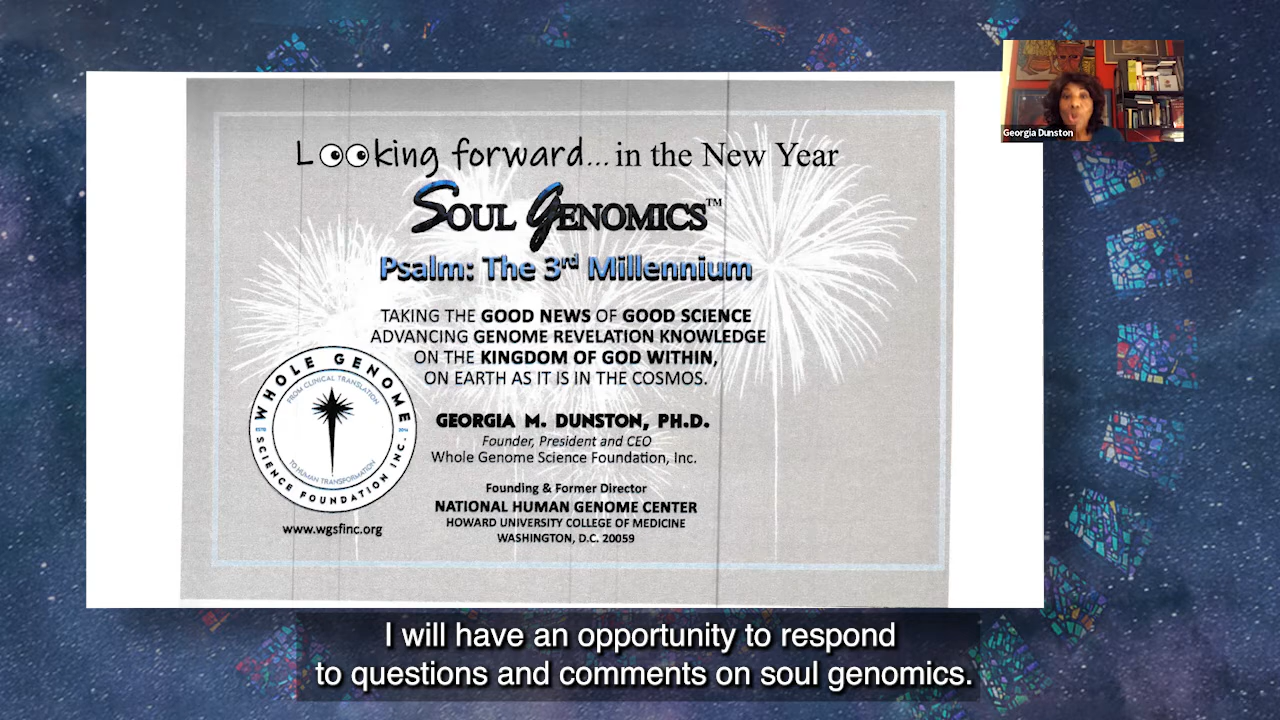 Georgia Dunston
Looking forward... in the New Year
SOUL GENOMICS™
Psalm: The 3rd Millennium
TAKING THE GOOD NEWS OF GOOD SCIENCE
ADVANCING GENOME REVELATION KNOWLEDGE
ON THE KINGDOM OF GOD WITHIN,
ON EARTH AS IT IS IN THE COSMOS.
WHOLE GENOME
FROM CLINICAL TRANSLATION
TO HUMAN TRANSFORMATION
SCIENCE FOUNDATION INC.
www.wgsfinc.org
GEORGIA M. DUNSTON, PH.D.
Founder, President and CEO
Whole Genome Science Foundation, Inc.
Founding & Former Director
NATIONAL HUMAN GENOME CENTER
HOWARD UNIVERSITY COLLEGE OF MEDICINE
WASHINGTON, D.C. 20059
I will have an opportunity to respond
to questions and comments on soul genomics.